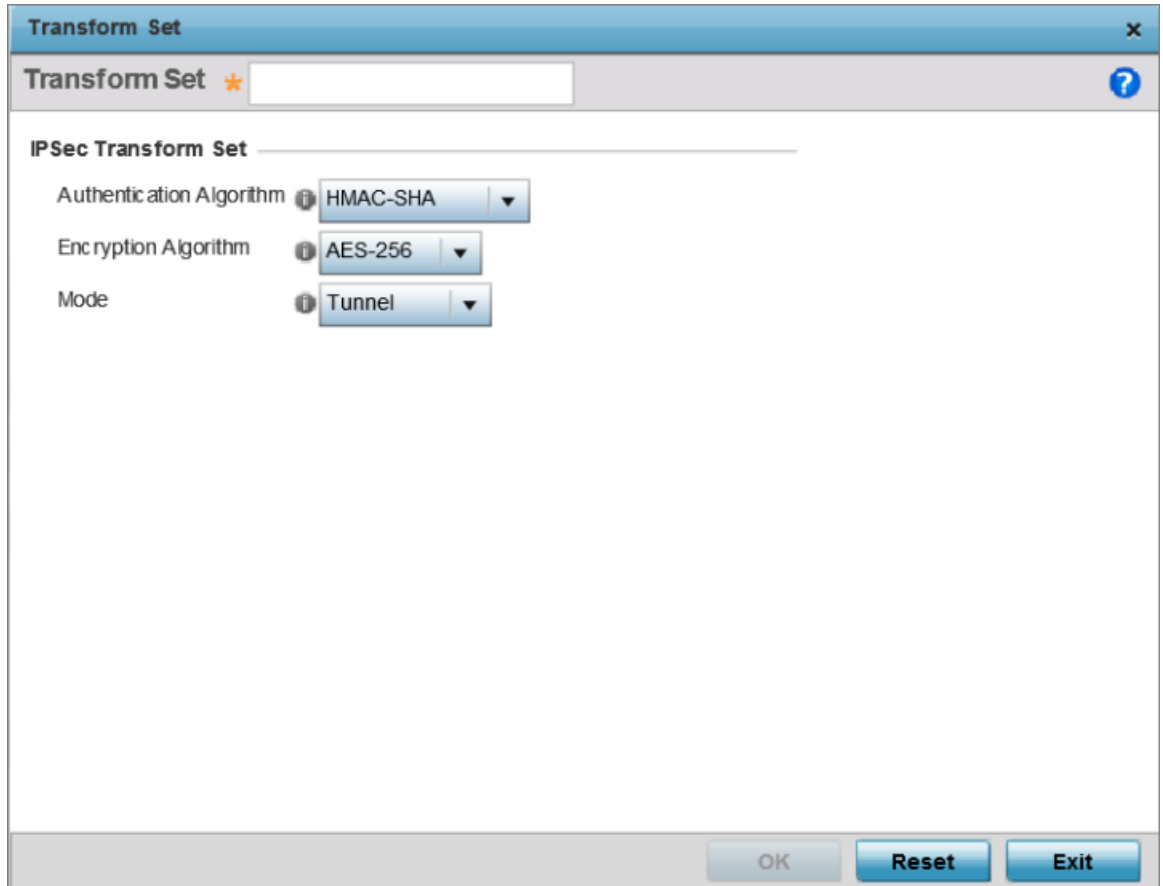 Transform Set
Transform Set *
IPSec Transform Set
Authentication Algorithm HMAC-SHA
Encryption Algorithm AES-256
Mode Tunnel
OK Reset Exit